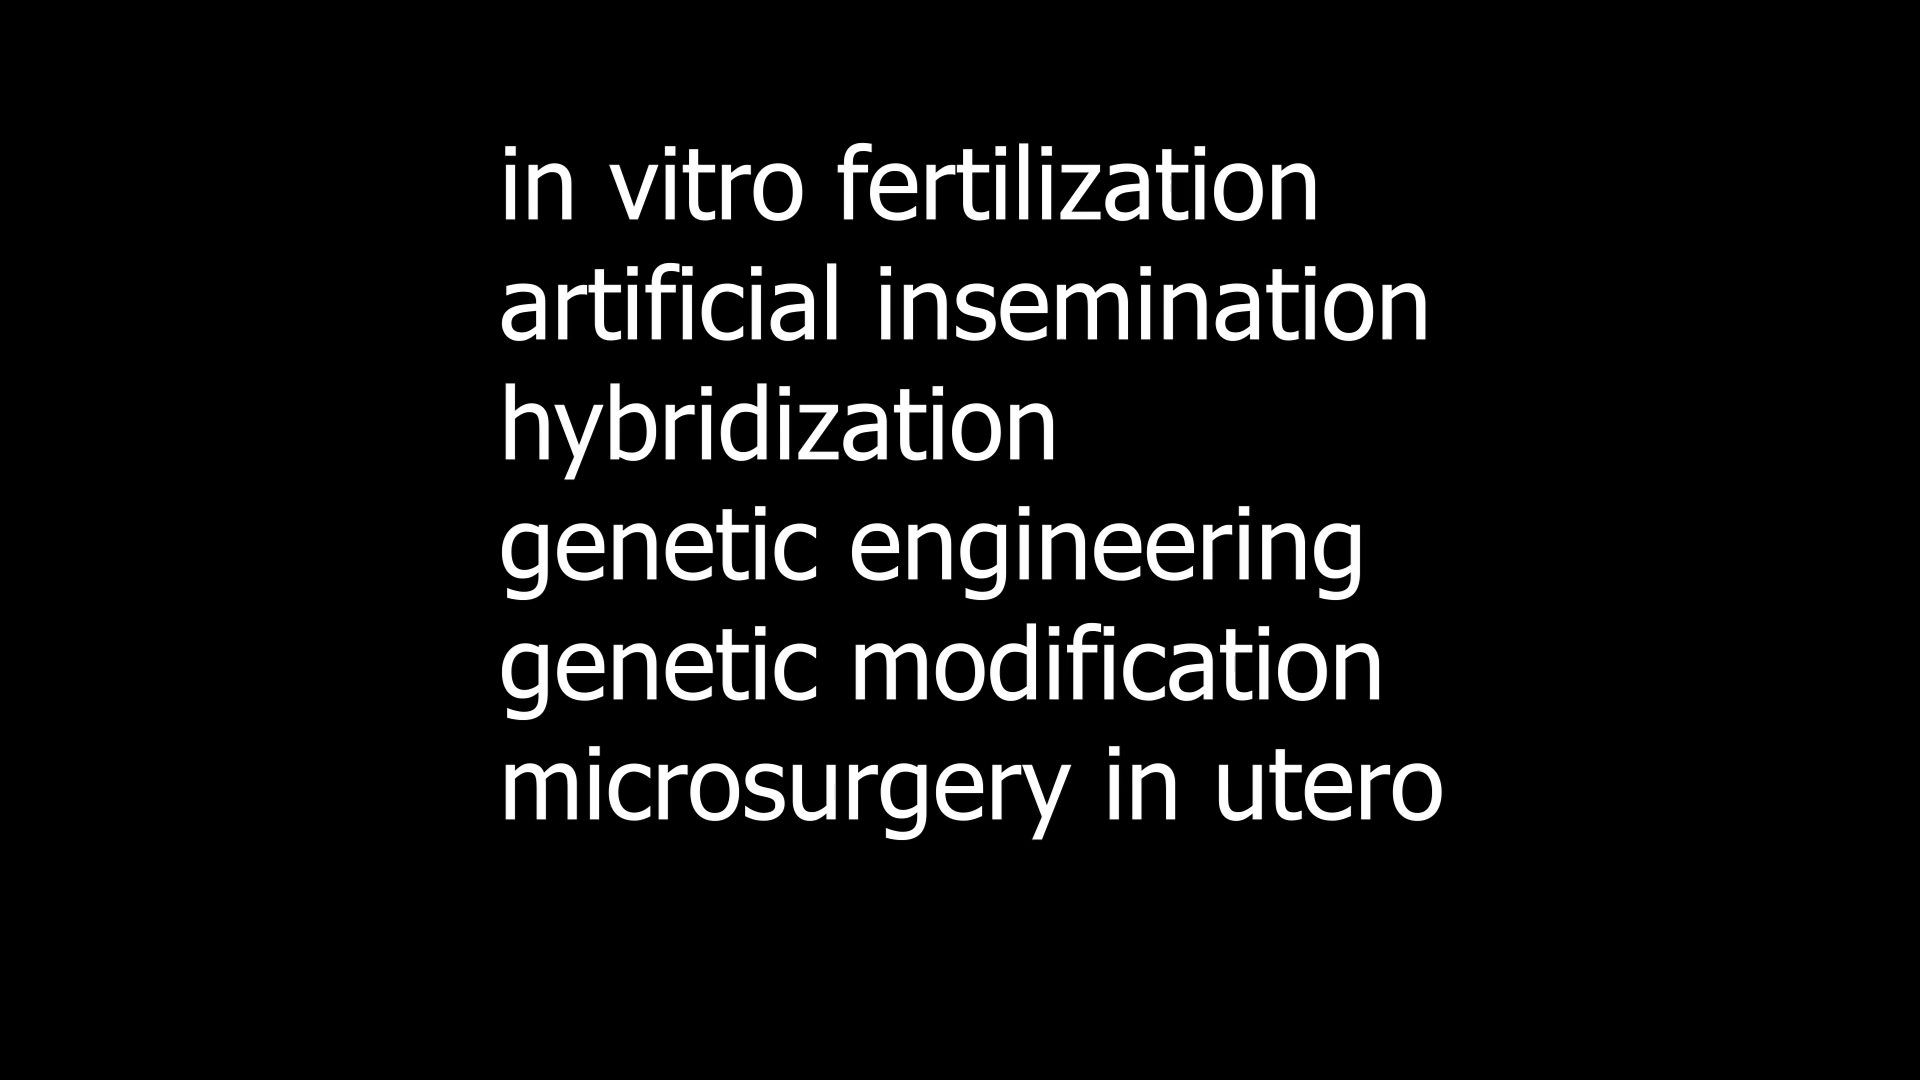 in vitro fertilization
artificial insemination
hybridization
genetic engineering
genetic modification
microsurgery in utero